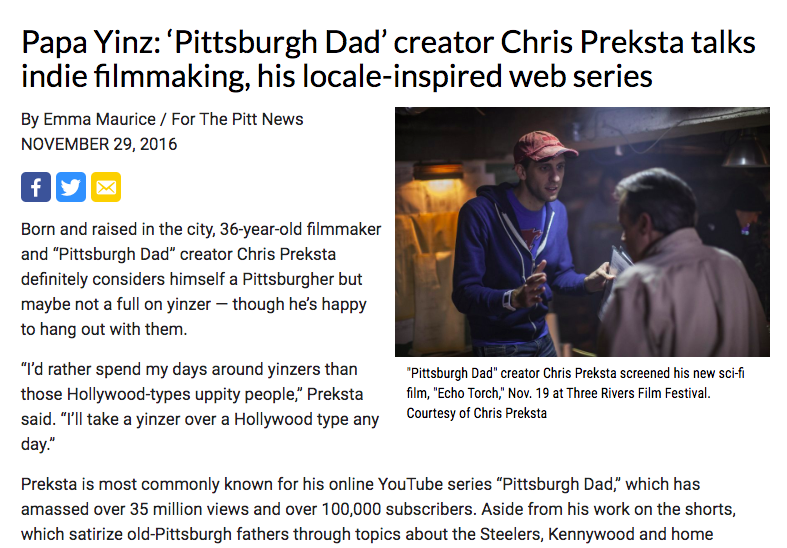 Papa Yinz: ‘Pittsburgh Dad’ creator Chris Preksta talks
indie filmmaking, his locale-inspired web series
By Emma Maurice / For The Pitt News
NOVEMBER 29, 2016
Born and raised in the city, 36-year-old filmmaker
and “Pittsburgh Dad” creator Chris Preksta
definitely considers himself a Pittsburgher but
maybe not a full on yinzer — though he’s happy
to hang out with them.
“I’d rather spend my days around yinzers than
those Hollywood-types uppity people,” Preksta
said. “I’ll take a yinzer over a Hollywood type any
day.”
"Pittsburgh Dad" creator Chris Preksta screened his new sci-fi
film, "Echo Torch," Nov. 19 at Three Rivers Film Festival.
Courtesy of Chris Preksta
Preksta is most commonly known for his online YouTube series “Pittsburgh Dad,” which has
amassed over 35 million views and over 100,000 subscribers. Aside from his work on the shorts,
which satirize old-Pittsburgh fathers through topics about the Steelers, Kennywood and home